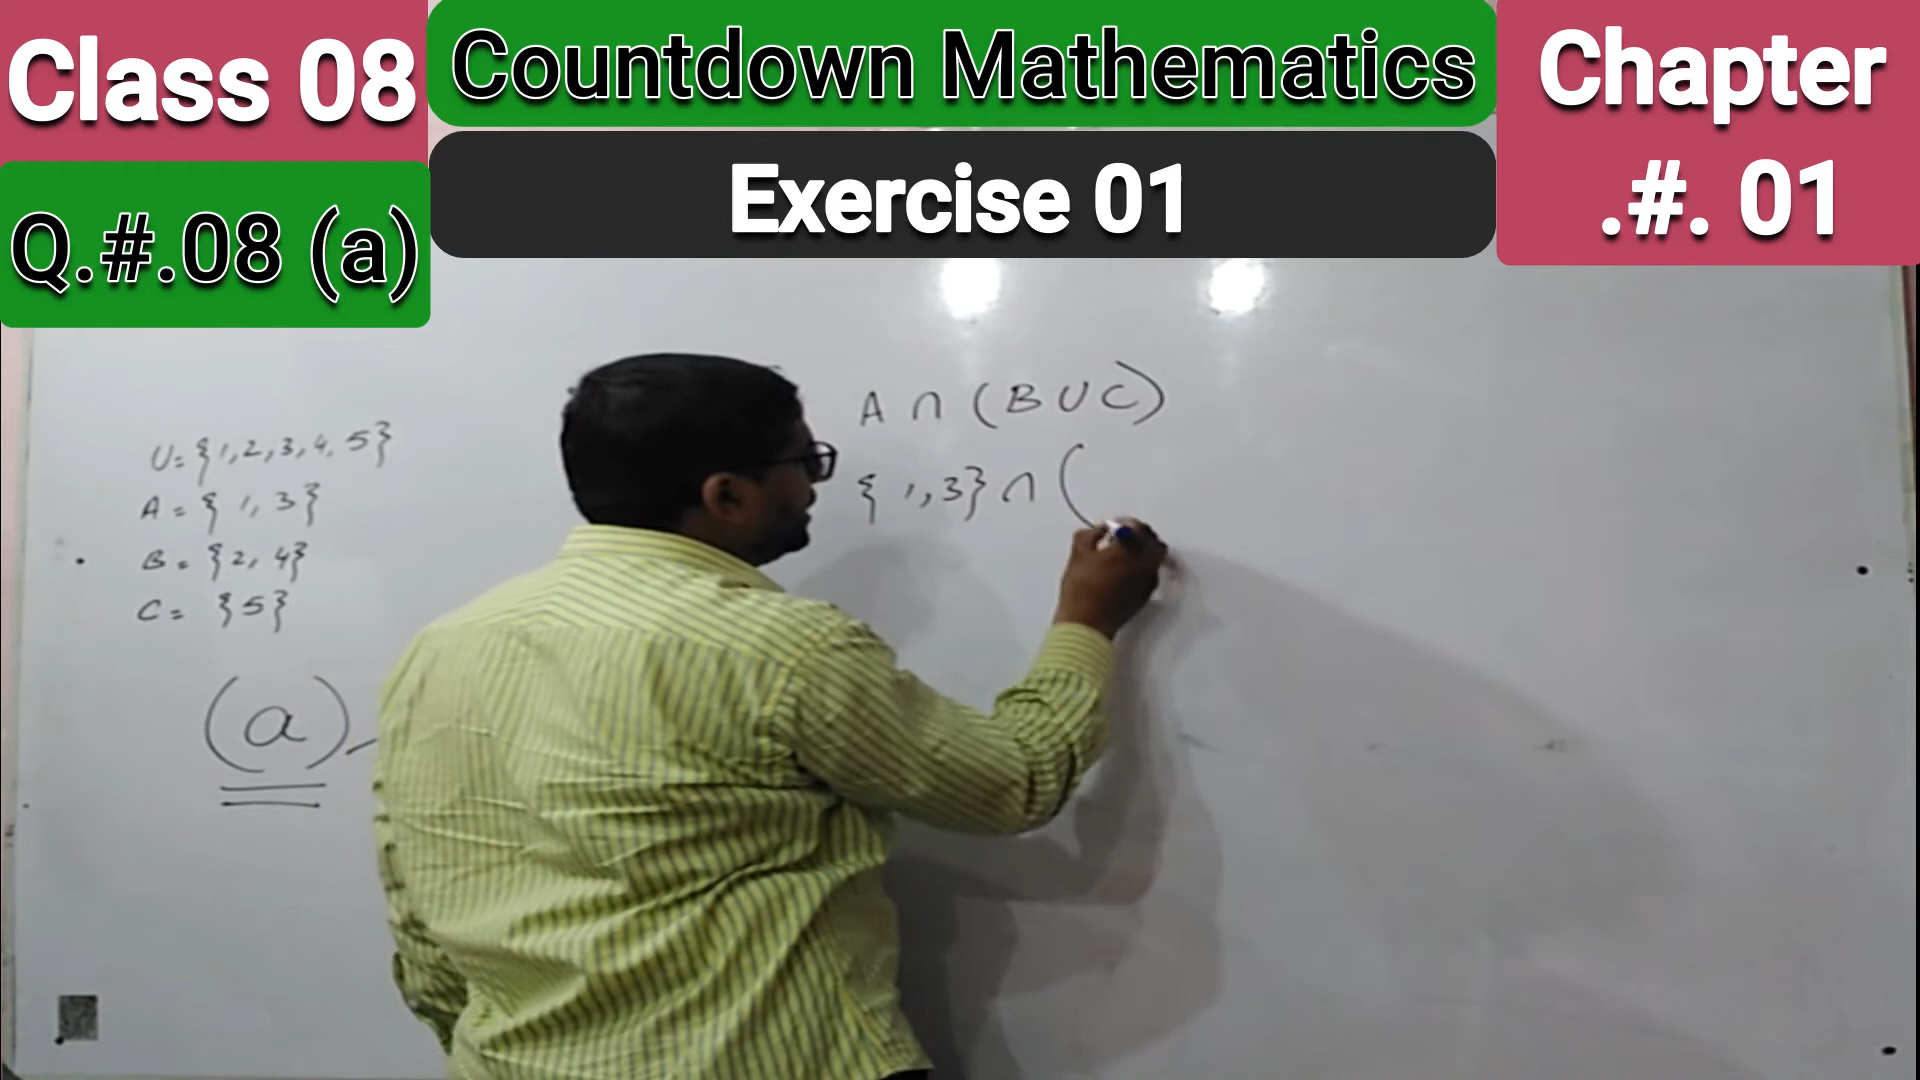 Class 08
Countdown Mathematics
Chapter
.#. 01
Exercise 01
Q.#.08 (a)
U={1,2,3,4,5}
A={1,3}
B={2,4}
C={5}
(a)
A∩(B∪C)
{1,3}∩(